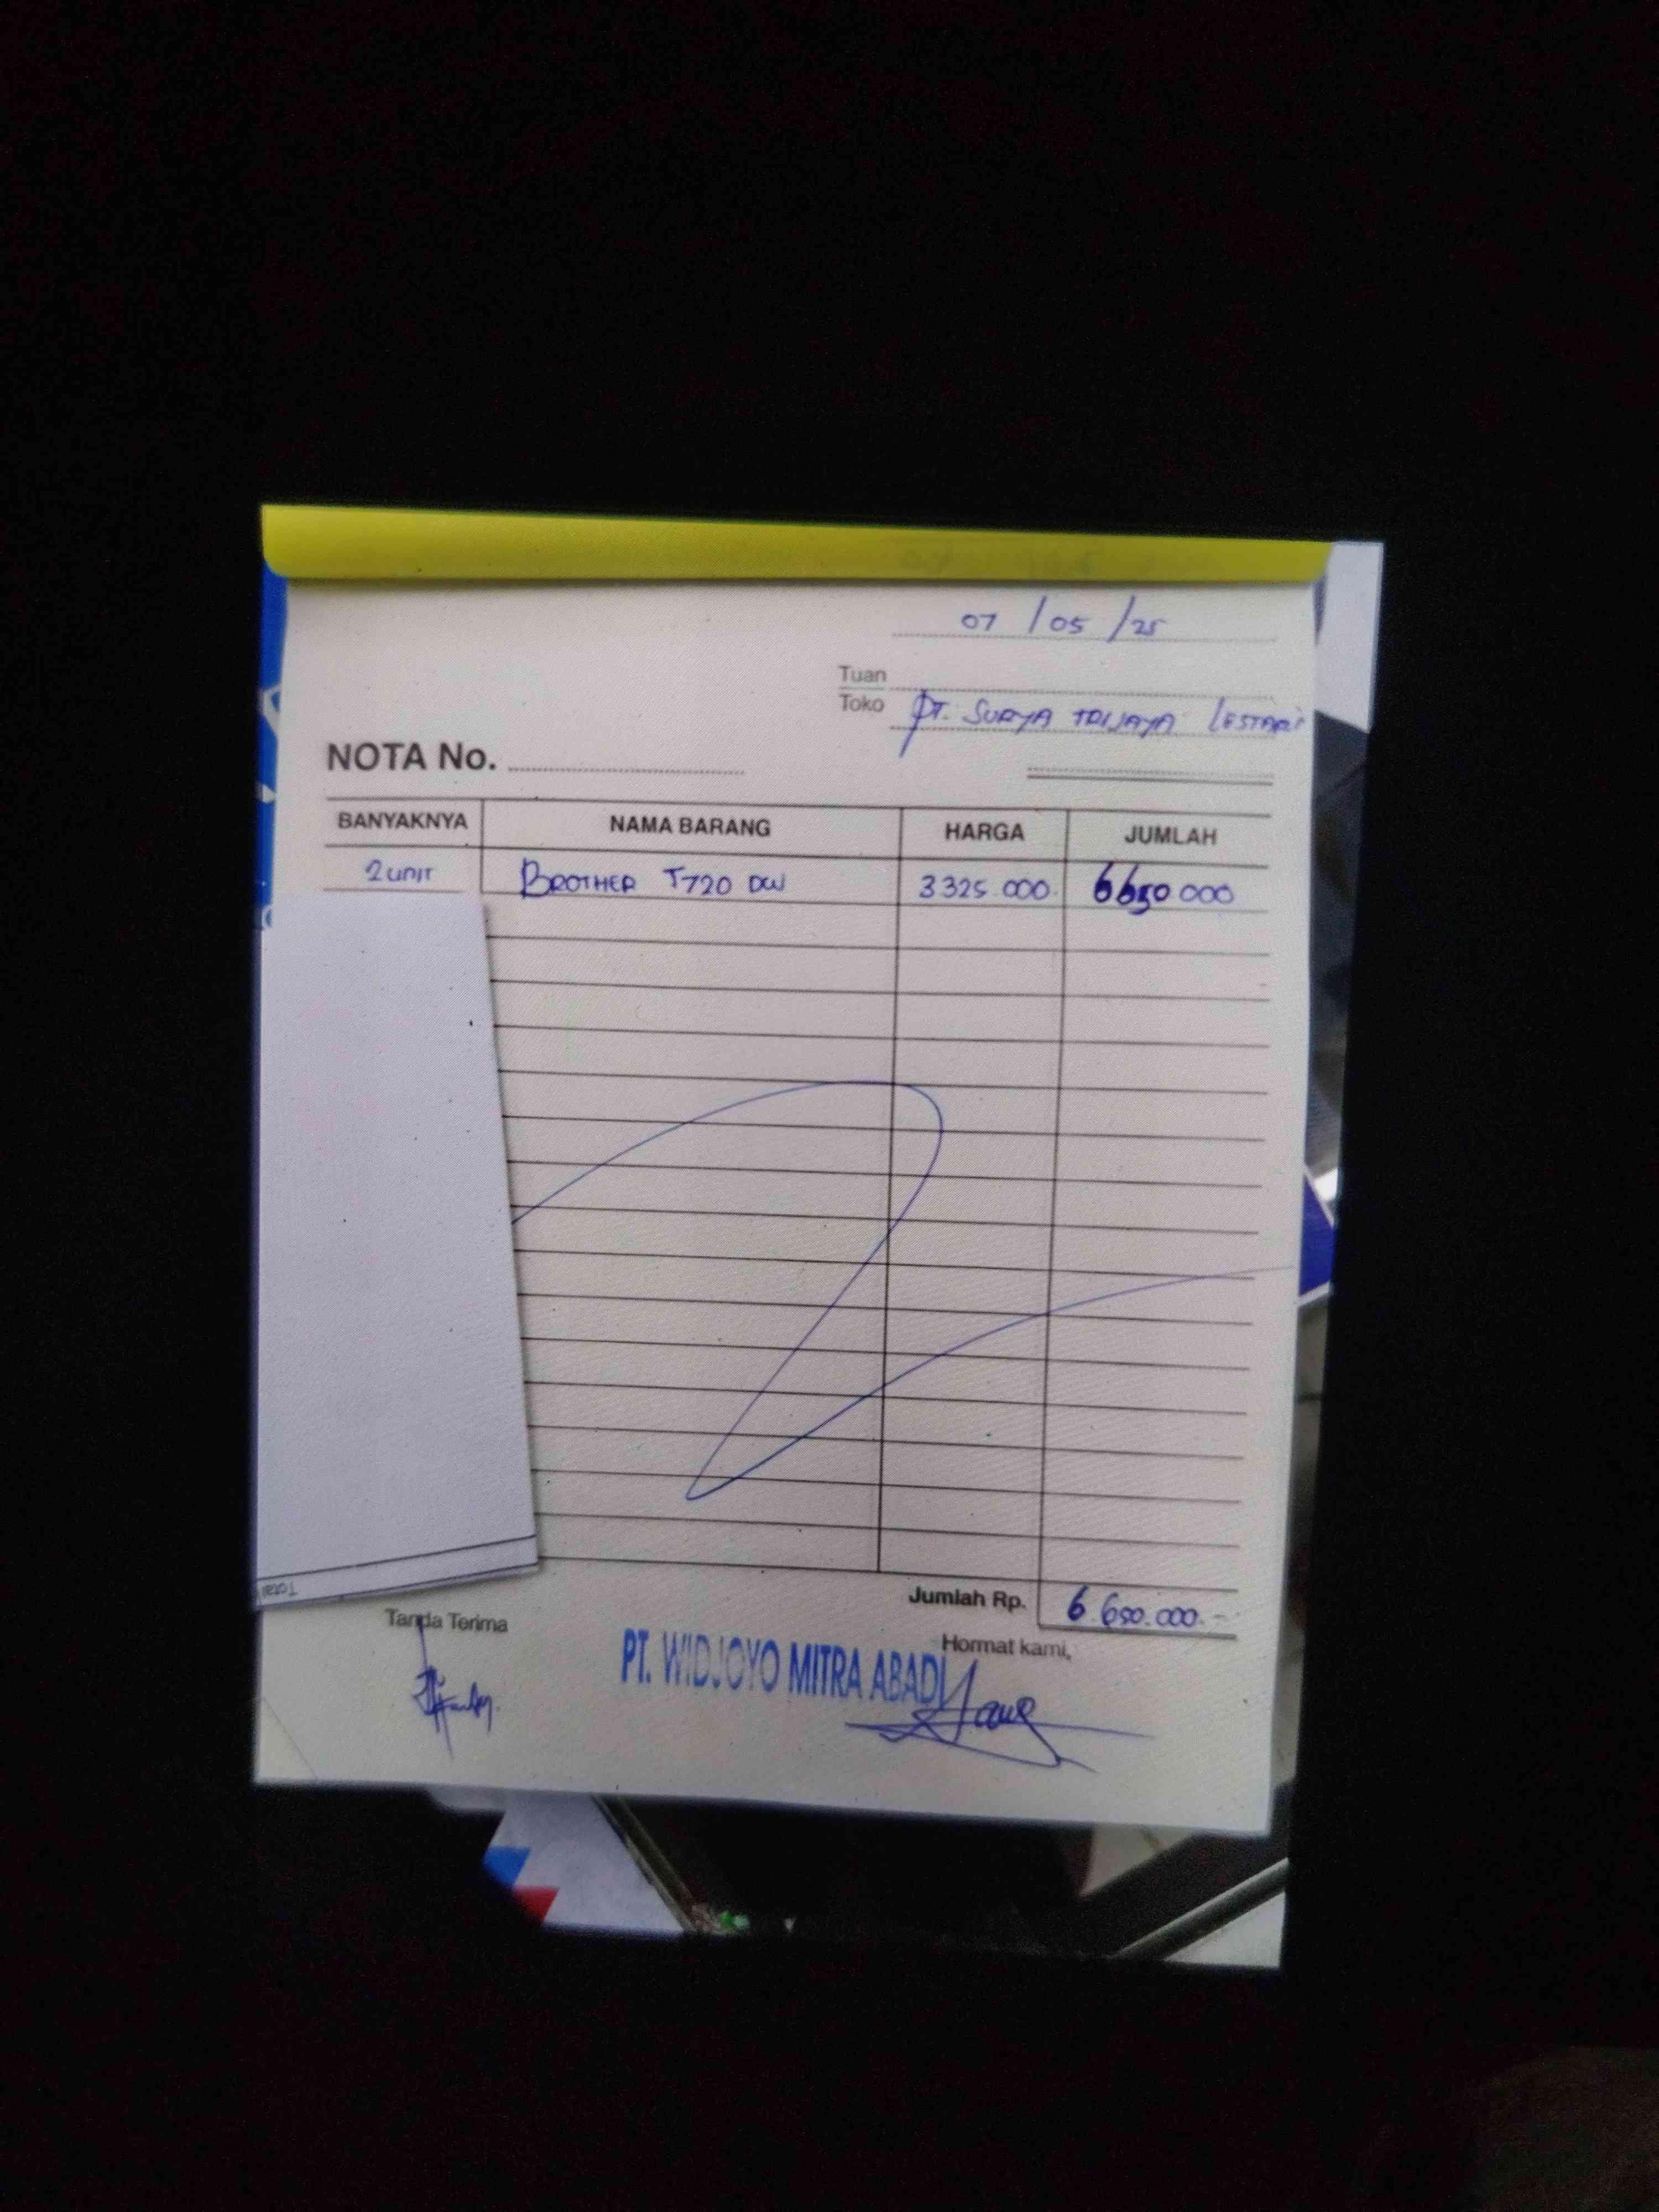 07 / 05 / 25
Tuan
Toko PT. SURYA TRIJAYA LESTARI
NOTA No.
BANYAKNYA NAMA BARANG HARGA JUMLAH
2 UNIT BROTHER T720 DW 3325.000. 6650 000
Total
Jumlah Rp. 6.650.000.-
Tanda Terima
Hormat kami,
PT. WIDJOYO MITRA ABADI